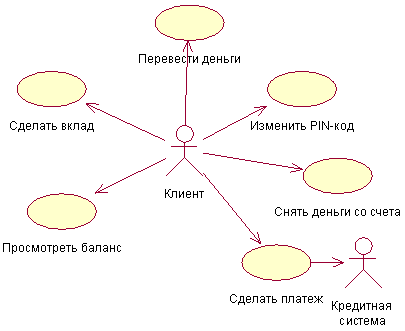 Перевести деньги
Сделать вклад
Изменить PIN-код
Клиент
Снять деньги со счета
Просмотреть баланс
Сделать платеж
Кредитная
система